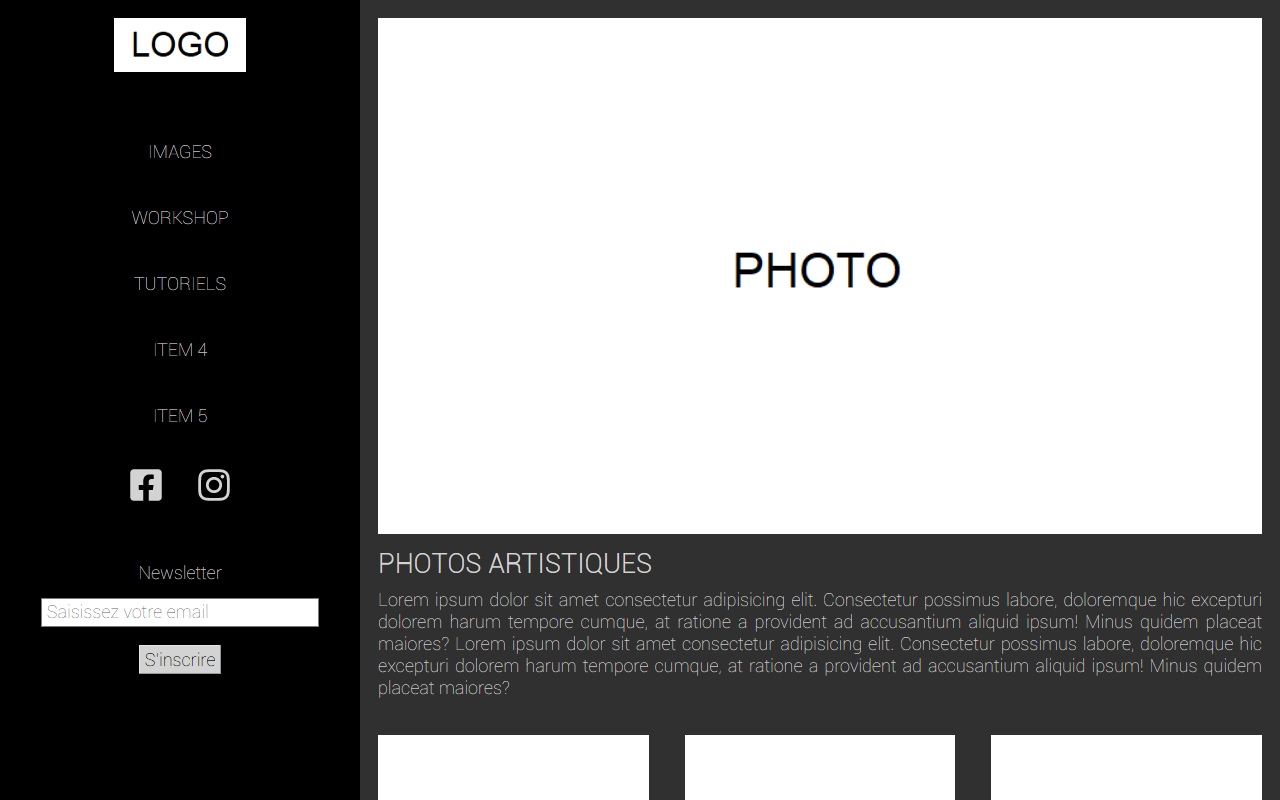 LOGO
IMAGES
WORKSHOP
TUTORIELS
ITEM 4
ITEM 5
Newsletter
Saisissez votre email
S'inscrire
PHOTO
PHOTOS ARTISTIQUES
Lorem ipsum dolor sit amet consectetur adipisicing elit. Consectetur possimus labore, doloremque hic excepturi
dolorem harum tempore cumque, at ratione a provident ad accusantium aliquid ipsum! Minus quidem placeat
maiores? Lorem ipsum dolor sit amet consectetur adipisicing elit. Consectetur possimus labore, doloremque hic
excepturi dolorem harum tempore cumque, at ratione a provident ad accusantium aliquid ipsum! Minus quidem
placeat maiores?